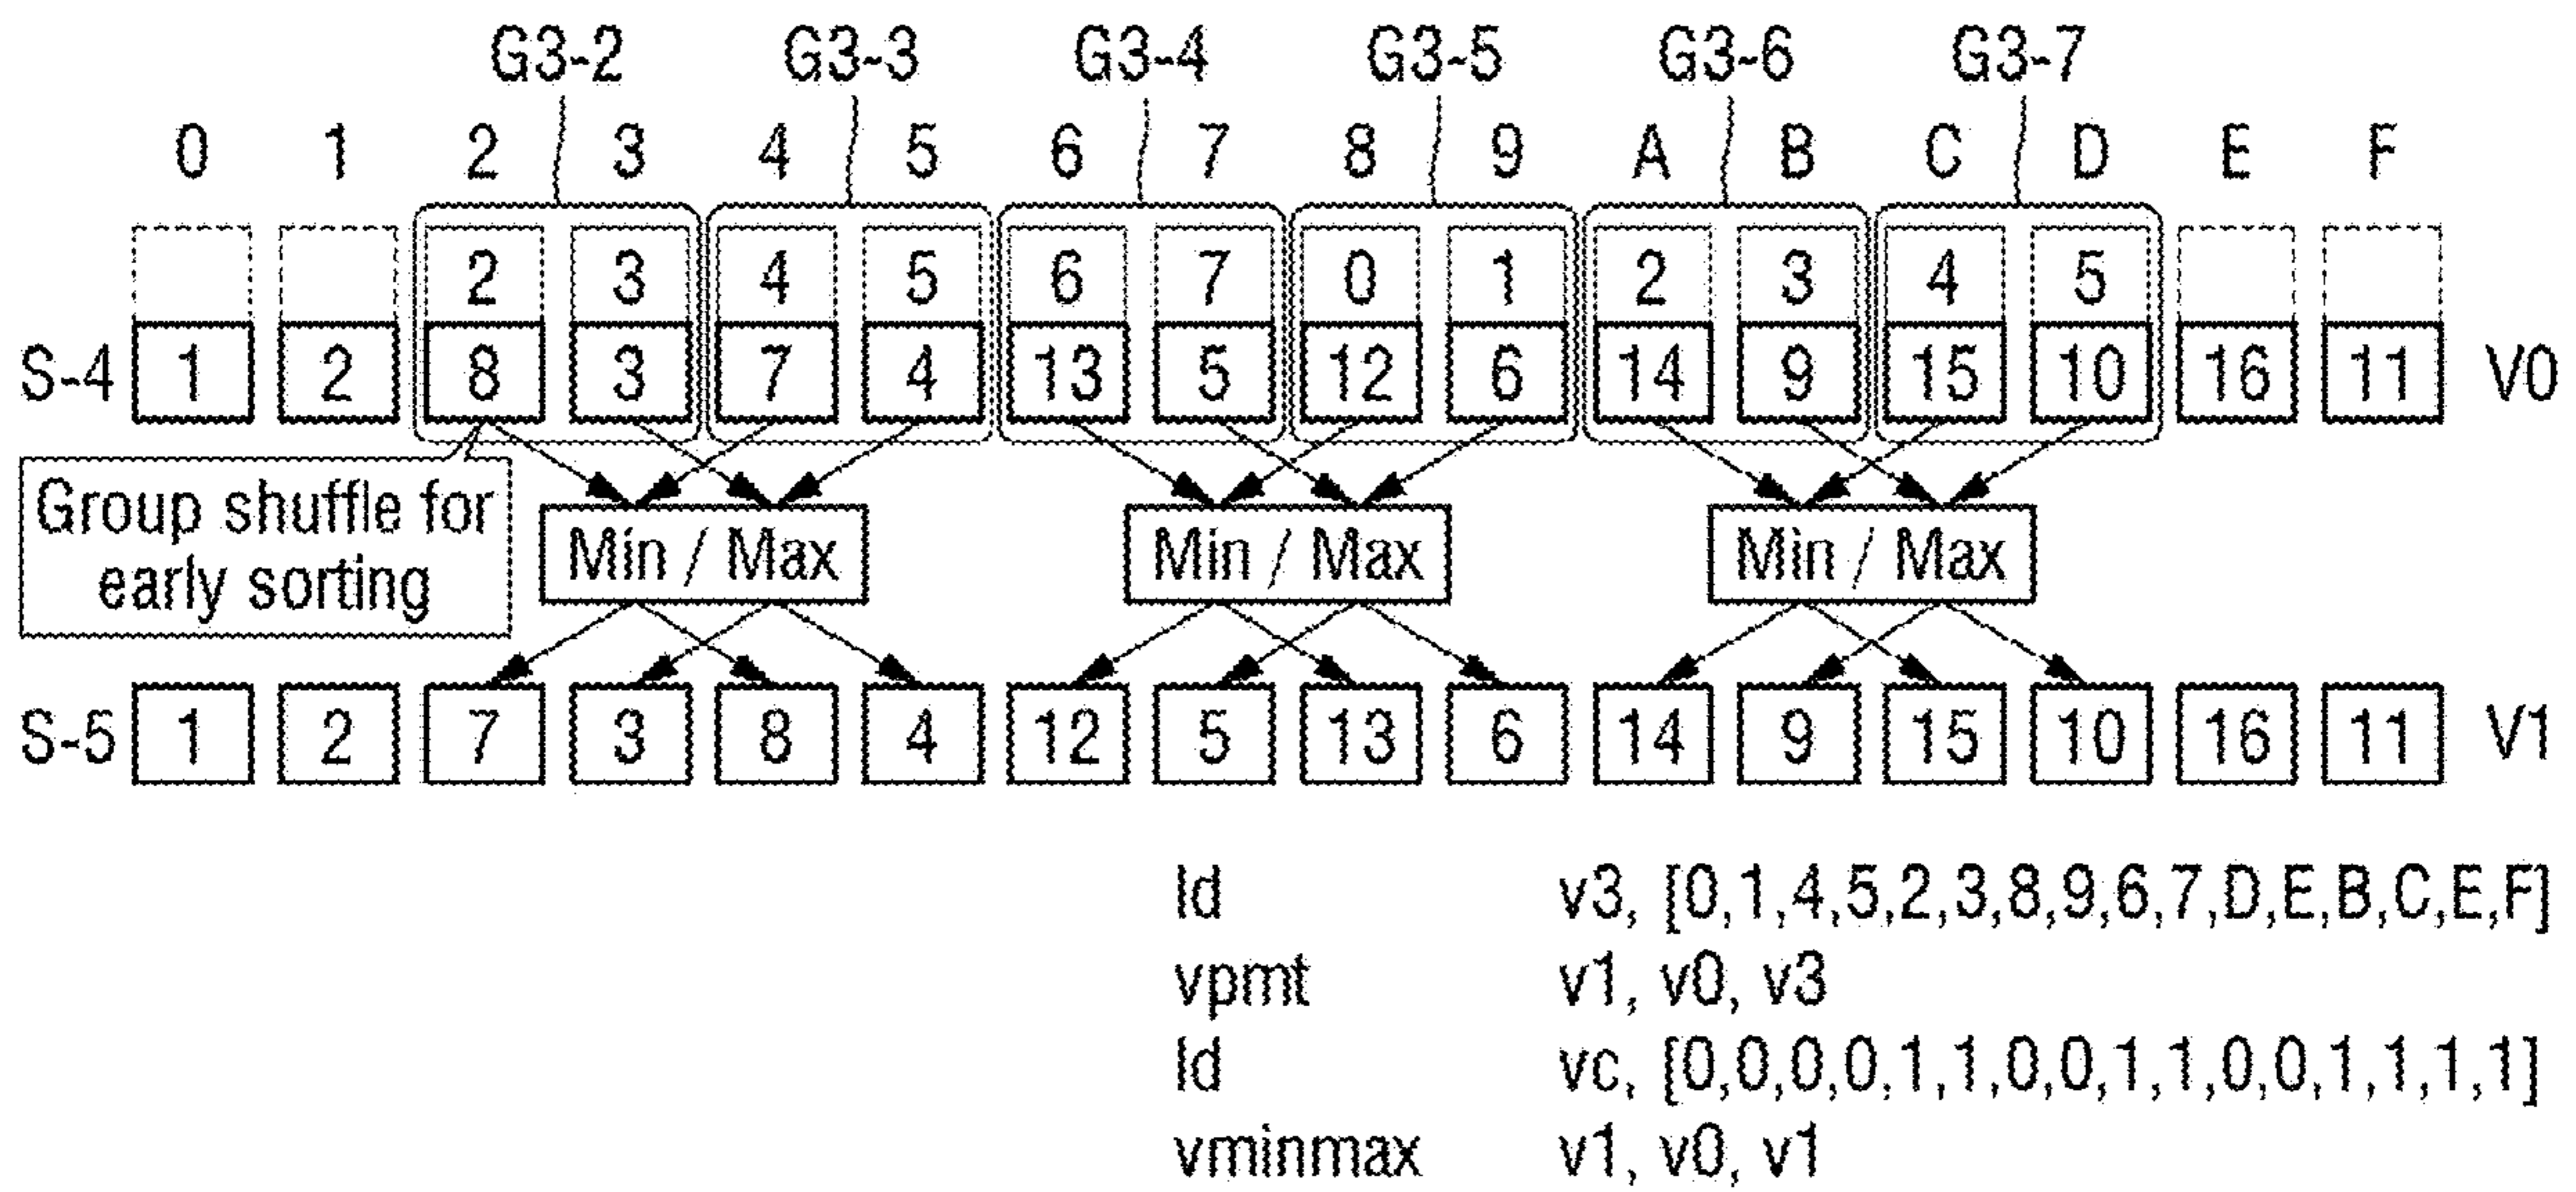 G3-2 G3-3 G3-4 G3-5 G3-6 G3-7
0 1 2 3 4 5 6 7 8 9 A B C D E F
2 3 4 5 6 7 0 1 2 3 4 5
S-4 1 2 8 3 7 4 13 5 12 6 14 9 15 10 16 11 V0
Group shuffle for
early sorting
Min / Max Min / Max Min / Max
S-5 1 2 7 3 8 4 12 5 13 6 14 9 15 10 16 11 V1
ld v3, [0,1,4,5,2,3,8,9,6,7,D,E,B,C,E,F]
vpmt v1, v0, v3
ld vc, [0,0,0,0,1,1,0,0,1,1,0,0,1,1,1,1]
vminmax v1, v0, v1